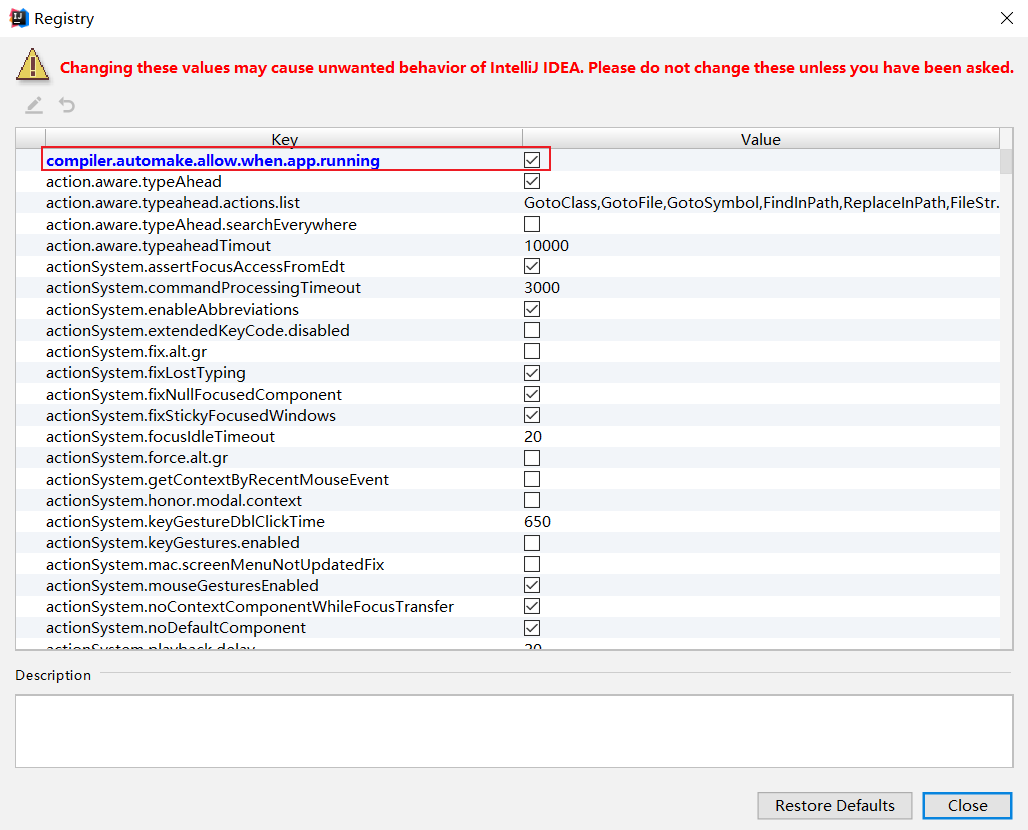 Registry
Changing these values may cause unwanted behavior of IntelliJ IDEA. Please do not change these unless you have been asked.
Key Value
compiler.automake.allow.when.app.running
action.aware.typeAhead
action.aware.typeahead.actions.list GotoClass,GotoFile,GotoSymbol,FindInPath,ReplaceInPath,FileStr.
action.aware.typeAhead.searchEverywhere
action.aware.typeaheadTimout 10000
actionSystem.assertFocusAccessFromEdt
actionSystem.commandProcessingTimeout 3000
actionSystem.enableAbbreviations
actionSystem.extendedKeyCode.disabled
actionSystem.fix.alt.gr
actionSystem.fixLostTyping
actionSystem.fixNullFocusedComponent
actionSystem.fixStickyFocusedWindows
actionSystem.focusIdleTimeout 20
actionSystem.force.alt.gr
actionSystem.getContextByRecentMouseEvent
actionSystem.honor.modal.context
actionSystem.keyGestureDblClickTime 650
actionSystem.keyGestures.enabled
actionSystem.mac.screenMenuNotUpdatedFix
actionSystem.mouseGesturesEnabled
actionSystem.noContextComponentWhileFocusTransfer
actionSystem.noDefaultComponent
actionSystem.playback.delay 20
Description
Restore Defaults Close